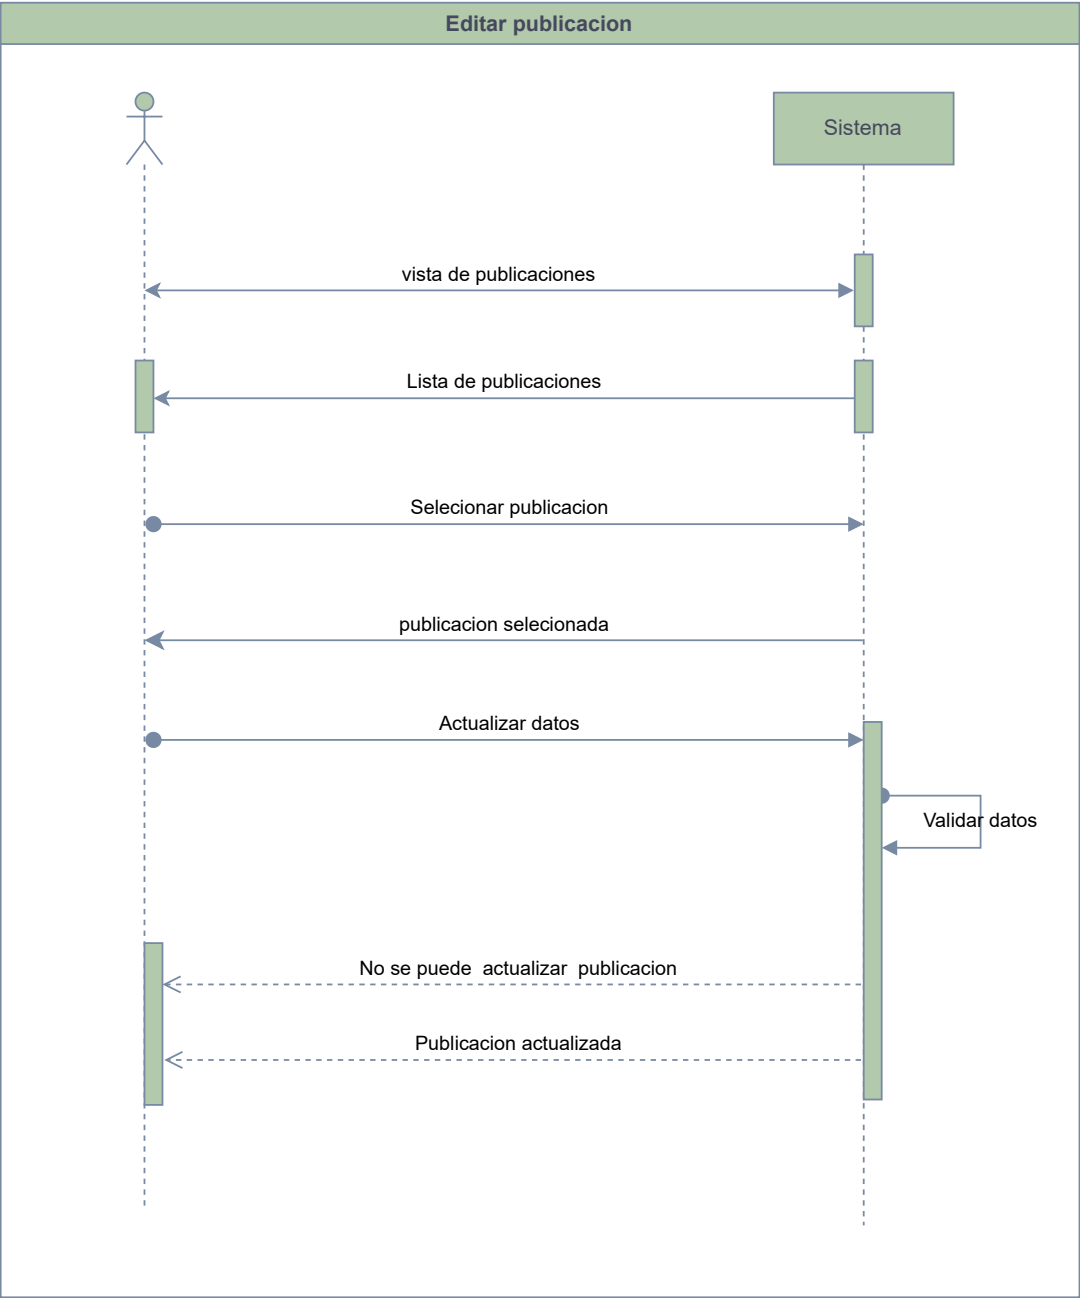 Editar publicacion
Sistema
vista de publicaciones
Lista de publicaciones
Selecionar publicacion
publicacion selecionada
Actualizar datos
Validar datos
No se puede  actualizar  publicacion
Publicacion actualizada